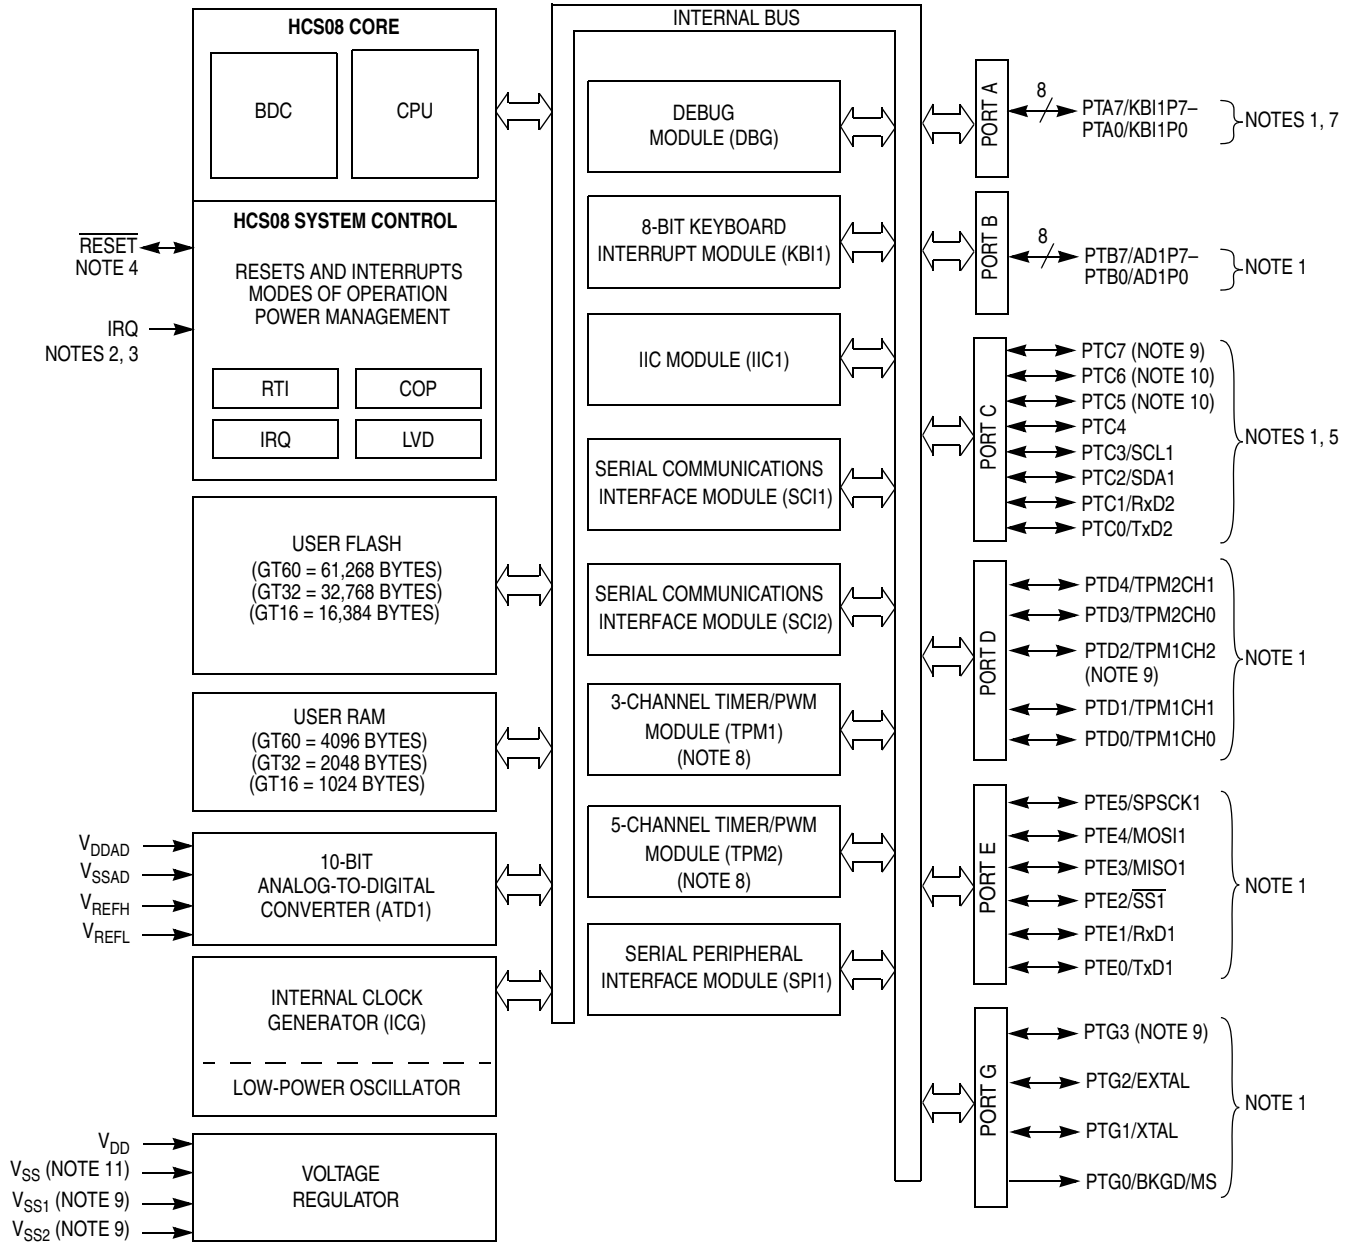 HCS08 CORE
BDC
CPU
HCS08 SYSTEM CONTROL
RESETS AND INTERRUPTS
MODES OF OPERATION
POWER MANAGEMENT
RTI
COP
IRQ
LVD
RESET
NOTE 4
IRQ
NOTES 2, 3
USER FLASH
(GT60 = 61,268 BYTES)
(GT32 = 32,768 BYTES)
(GT16 = 16,384 BYTES)
USER RAM
(GT60 = 4096 BYTES)
(GT32 = 2048 BYTES)
(GT16 = 1024 BYTES)
VDDAD
VSSAD
VREFH
VREFL
10-BIT
ANALOG-TO-DIGITAL
CONVERTER (ATD1)
INTERNAL CLOCK
GENERATOR (ICG)
LOW-POWER OSCILLATOR
VDD
VSS (NOTE 11)
VSS1 (NOTE 9)
VSS2 (NOTE 9)
VOLTAGE
REGULATOR
INTERNAL BUS
DEBUG
MODULE (DBG)
8-BIT KEYBOARD
INTERRUPT MODULE (KBI1)
IIC MODULE (IIC1)
SERIAL COMMUNICATIONS
INTERFACE MODULE (SCI1)
SERIAL COMMUNICATIONS
INTERFACE MODULE (SCI2)
3-CHANNEL TIMER/PWM
MODULE (TPM1)
(NOTE 8)
5-CHANNEL TIMER/PWM
MODULE (TPM2)
(NOTE 8)
SERIAL PERIPHERAL
INTERFACE MODULE (SPI1)
PORT A
8
PTA7/KBI1P7–
PTA0/KBI1P0
NOTES 1, 7
PORT B
8
PTB7/AD1P7–
PTB0/AD1P0
NOTE 1
PORT C
PTC7 (NOTE 9)
PTC6 (NOTE 10)
PTC5 (NOTE 10)
PTC4
PTC3/SCL1
PTC2/SDA1
PTC1/RxD2
PTC0/TxD2
NOTES 1, 5
PORT D
PTD4/TPM2CH1
PTD3/TPM2CH0
PTD2/TPM1CH2
(NOTE 9)
PTD1/TPM1CH1
PTD0/TPM1CH0
NOTE 1
PORT E
PTE5/SPSCK1
PTE4/MOSI1
PTE3/MISO1
PTE2/SS1
PTE1/RxD1
PTE0/TxD1
NOTE 1
PORT G
PTG3 (NOTE 9)
PTG2/EXTAL
PTG1/XTAL
PTG0/BKGD/MS
NOTE 1